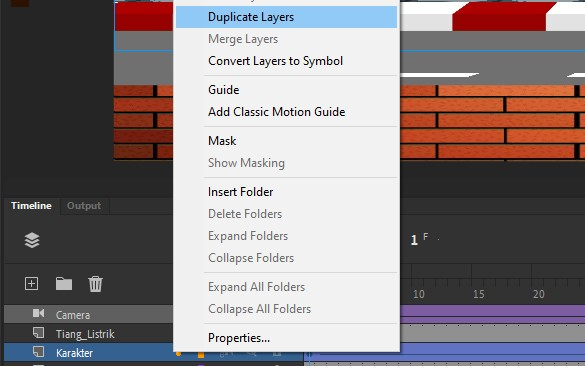 Duplicate Layers
Merge Layers
Convert Layers to Symbol
Guide
Add Classic Motion Guide
Mask
Show Masking
Insert Folder
Delete Folders
Expand Folders
Collapse Folders
Expand All Folders
Collapse All Folders
Properties...
Timeline
Output
1 F
10
15
20
Camera
Tiang_Listrik
Karakter